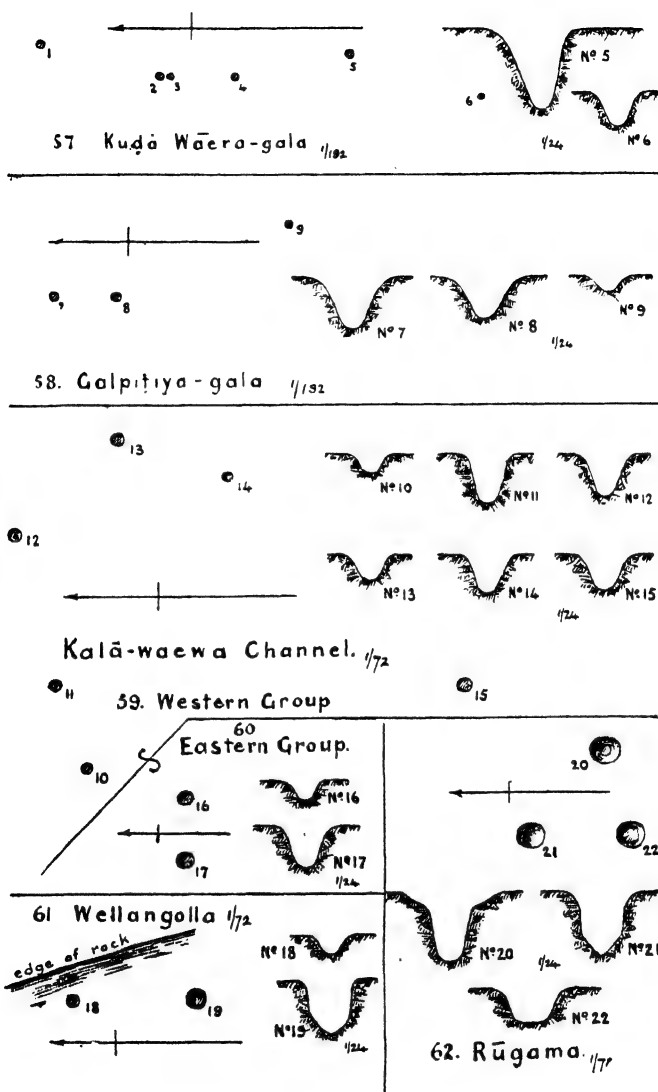 1
2 3 4 5
Nº 5
6
Nº 6
1/24
57 Kuḍā Wāera-gala 1/192
9
7 8
Nº 7 Nº 8 Nº 9
1/24
58. Galpiṭiya-gala 1/192
13
14
12
Nº 10 Nº 11 Nº 12
Nº 13 Nº 14 Nº 15
1/24
Kalā-waewa Channel. 1/72
11
15
59. Western Group
60
Eastern Group.
10
16
17
Nº 16
Nº 17
1/24
20
21 22
Nº 20 Nº 21
1/24
Nº 22
62. Rūgama.
61 Wellangolla 1/72
edge of rock
18 19
Nº 18
Nº 19
1/24